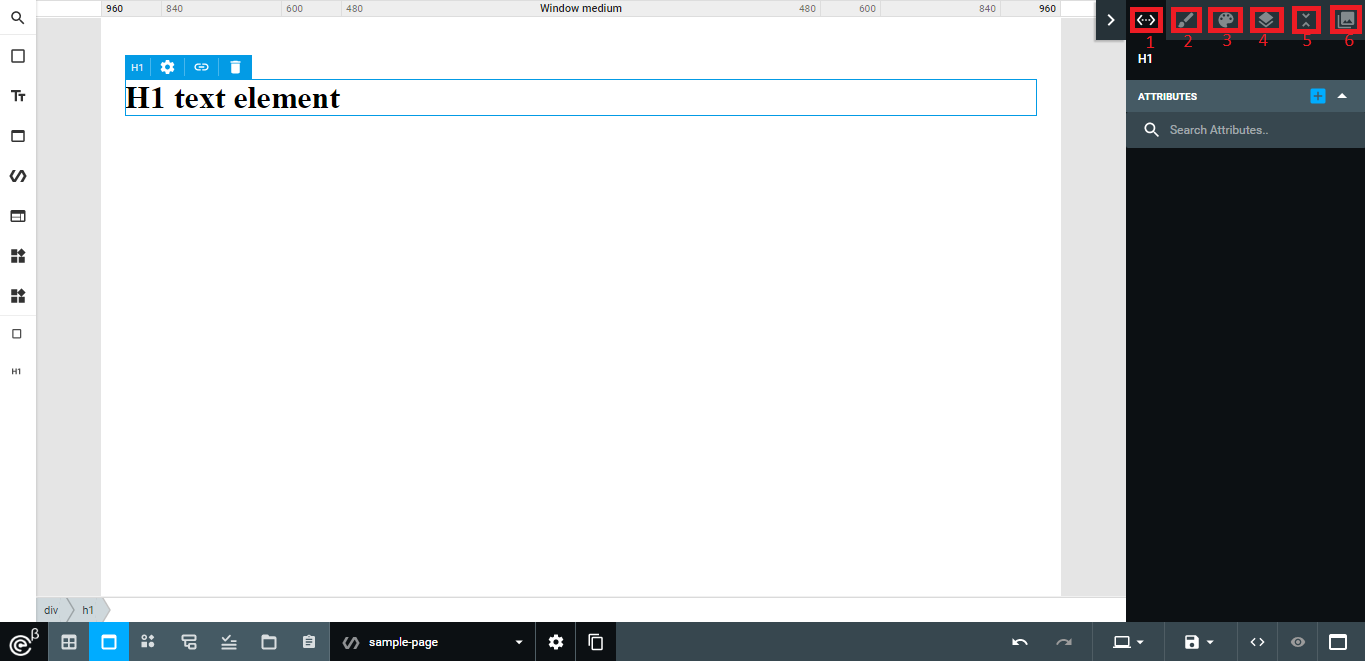 960 840 600 480 Window medium 480 600 840 960
1 2 3 4 5 6
H1
H1
H1 text element
ATTRIBUTES
Search Attributes..
H1
div h1
β
sample-page